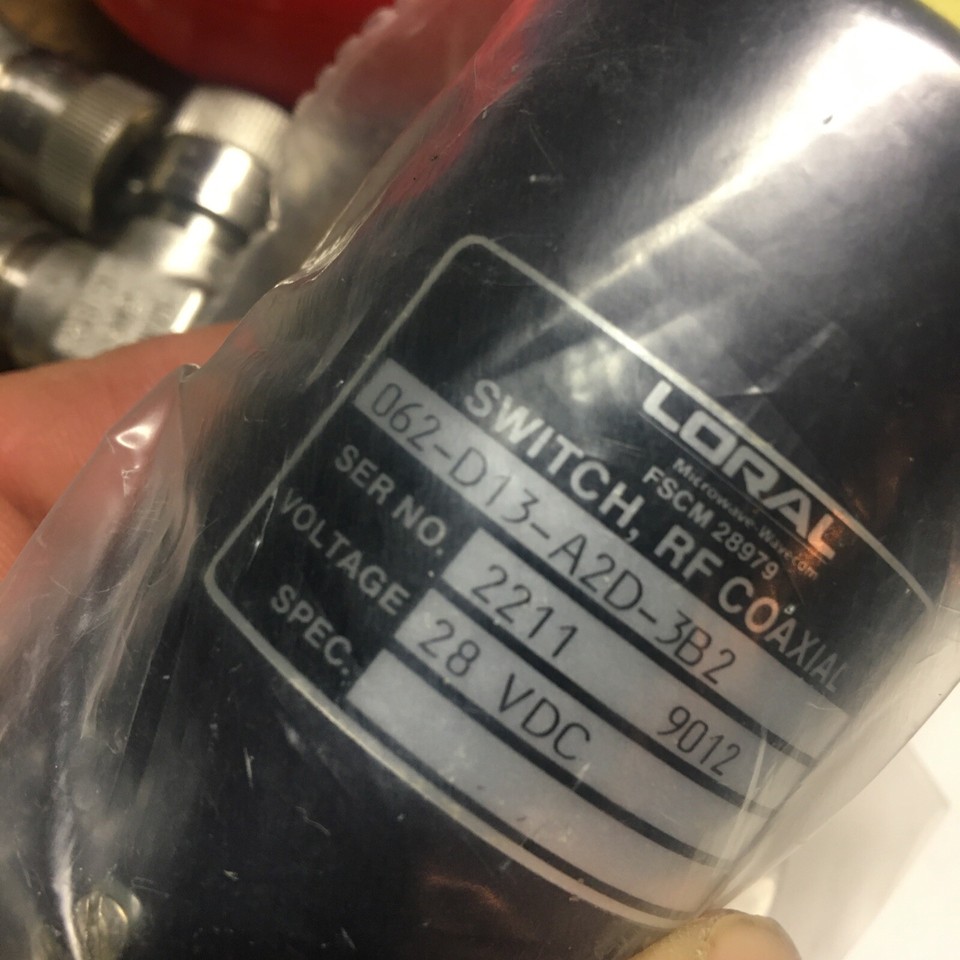 LORAL
Microwave-Wavecom
FSCM 28979
SWITCH, RF COAXIAL
062-D13-A2D-3B2
SER NO. 2211 9012
VOLTAGE 28 VDC
SPEC.